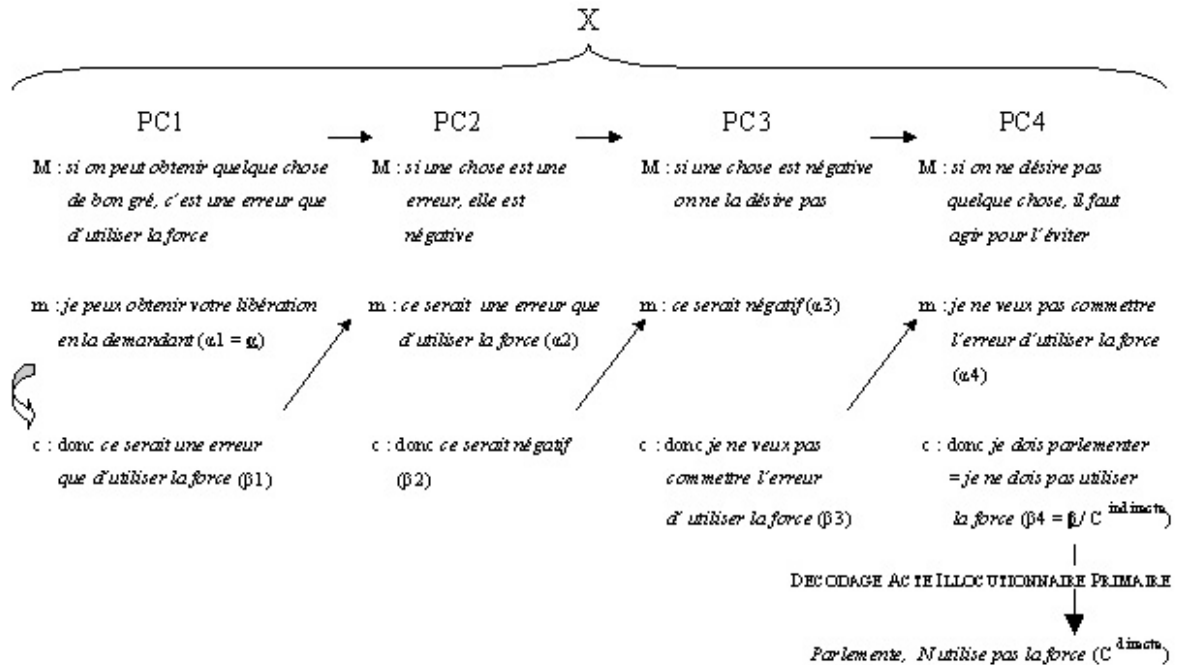 X
PC1
PC2
PC3
PC4
M : si on peut obtenir quelque chose
de bon gré, c'est une erreur que
d'utiliser la force
M : si une chose est une
erreur, elle est
négative
M : si une chose est négative
on ne la désire pas
M : si on ne désire pas
quelque chose, il faut
agir pour l'éviter
m : je peux obtenir votre libération
en la demandant (α1 = α)
m : ce serait une erreur que
d'utiliser la force (α2)
m : ce serait négatif (α3)
m : je ne veux pas commettre
l'erreur d'utiliser la force
(α4)
c : donc ce serait une erreur
que d'utiliser la force (β1)
c : donc ce serait négatif
(β2)
c : donc je ne veux pas
commettre l'erreur
d' utiliser la force (β3)
c : donc je dois parlementer
= je ne dois pas utiliser
la force (β4 = β / C indirecte)
DECODAGE ACTE ILLOCUTIONNAIRE PRIMAIRE
Parlemente, N'utilise pas la force (C directe)